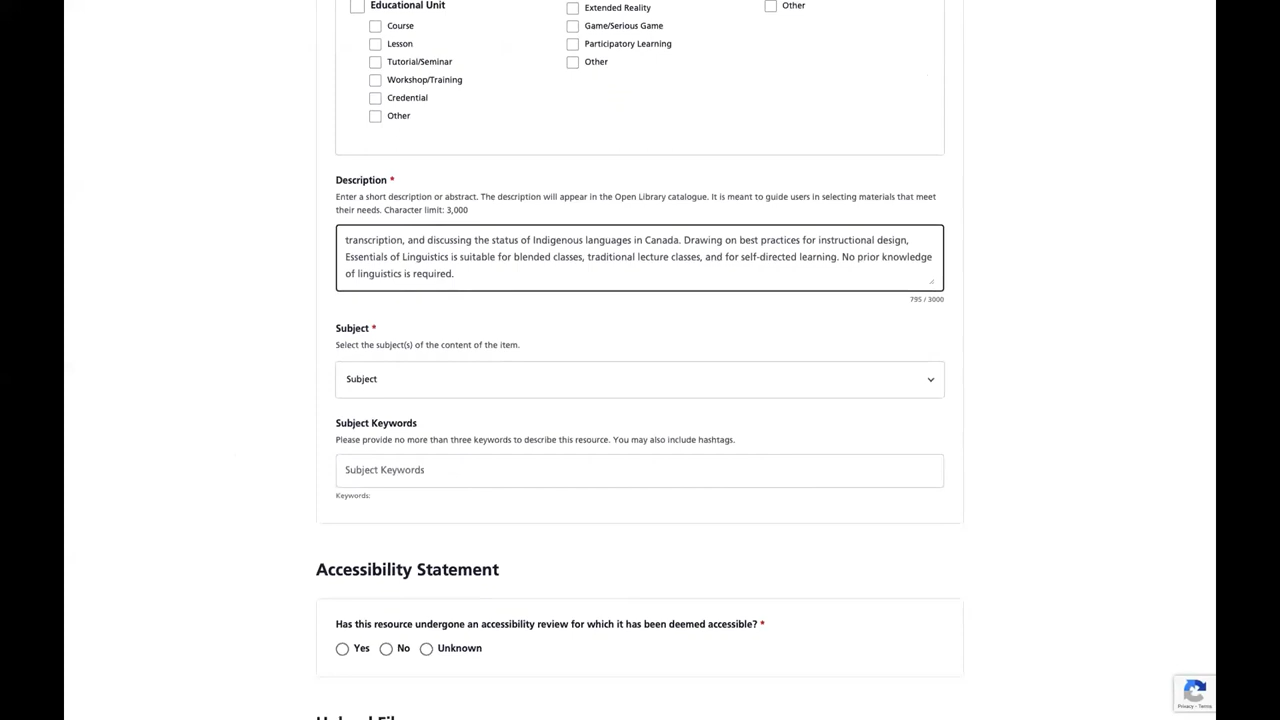 Educational Unit
Course
Lesson
Tutorial/Seminar
Workshop/Training
Credential
Other
Extended Reality
Game/Serious Game
Participatory Learning
Other
Other
Description *
Enter a short description or abstract. The description will appear in the Open Library catalogue. It is meant to guide users in selecting materials that meet
their needs. Character limit: 3,000
transcription, and discussing the status of Indigenous languages in Canada. Drawing on best practices for instructional design,
Essentials of Linguistics is suitable for blended classes, traditional lecture classes, and for self-directed learning. No prior knowledge
of linguistics is required.
795 / 3000
Subject *
Select the subject(s) of the content of the item.
Subject
Subject Keywords
Please provide no more than three keywords to describe this resource. You may also include hashtags.
Subject Keywords
Keywords:
Accessibility Statement
Has this resource undergone an accessibility review for which it has been deemed accessible? *
Yes No Unknown
Privacy - Terms